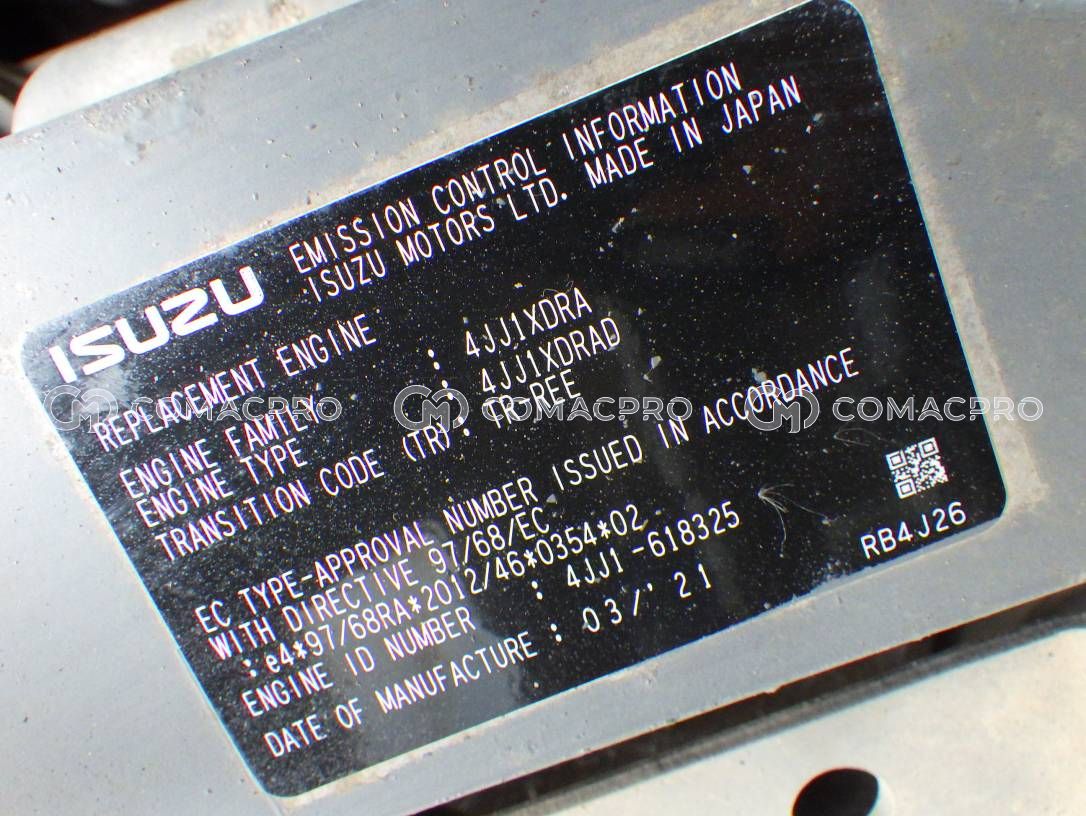 ISUZU
EMISSION CONTROL INFORMATION
ISUZU MOTORS LTD. MADE IN JAPAN
REPLACEMENT ENGINE
ENGINE FAMILY : 4JJ1XDRA
ENGINE TYPE : 4JJ1XDRAD
TRANSITION CODE (TR): TR-REE
EC TYPE-APPROVAL NUMBER ISSUED IN ACCORDANCE
WITH DIRECTIVE 97/68/EC
:e4*97/68RA*2012/46*0354*02
ENGINE ID NUMBER : 4JJ1-618325
DATE OF MANUFACTURE : 03/'21
RB4J26
COMACPRO
COMACPRO
COMACPRO